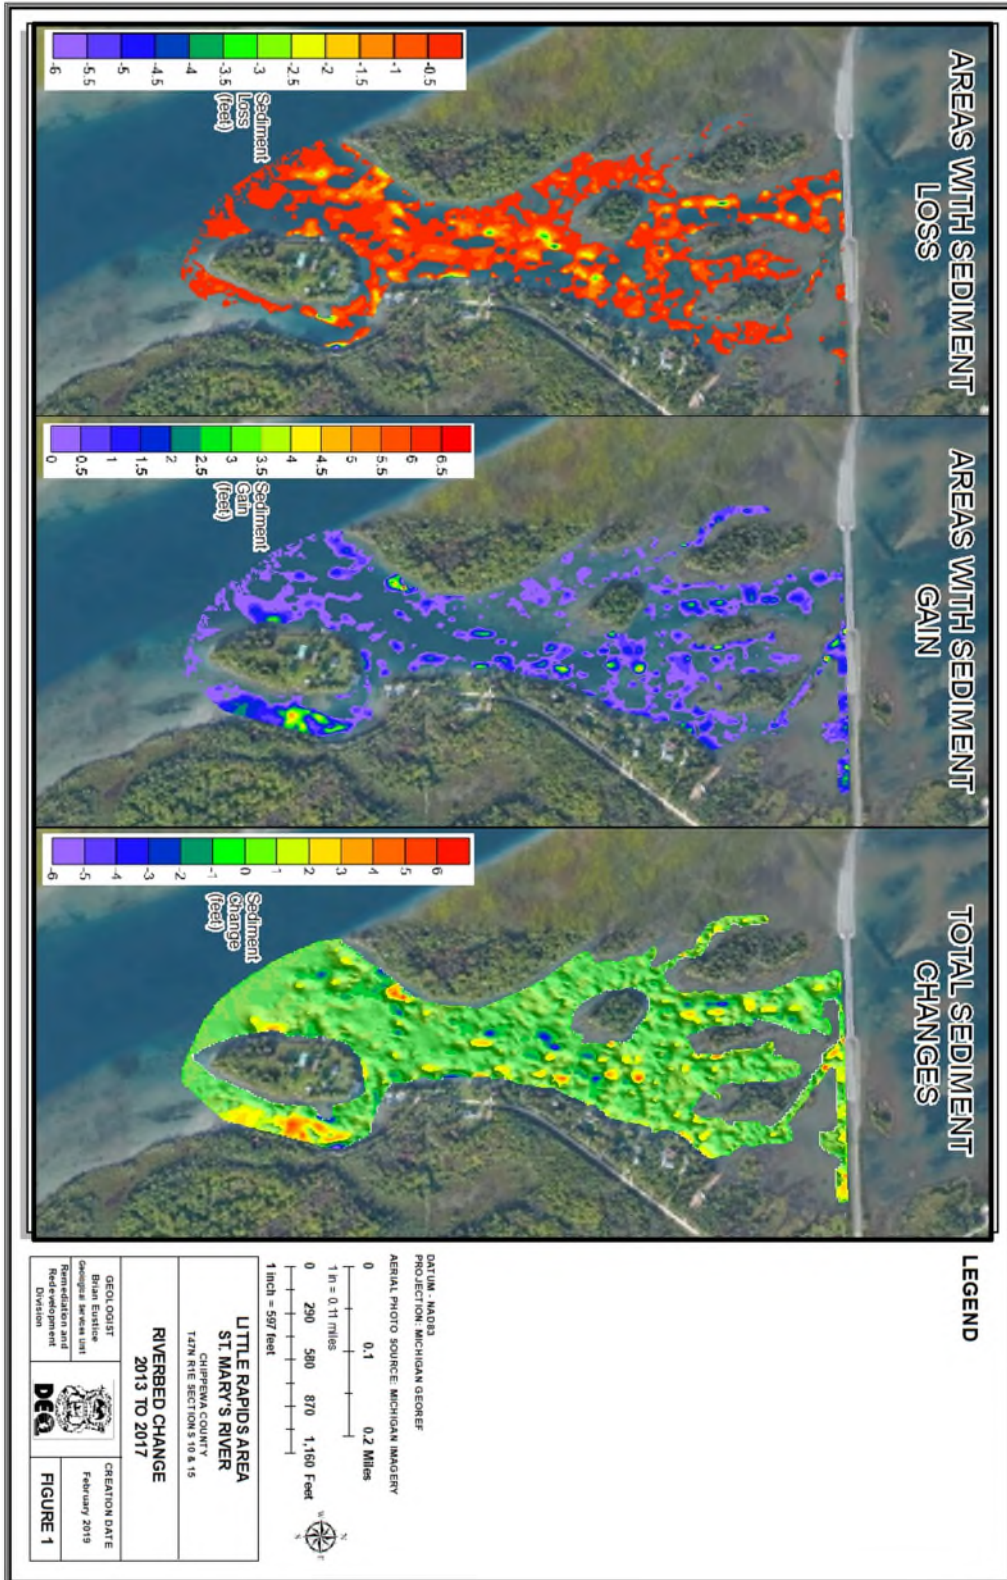 AREAS WITH SEDIMENT
LOSS
-6
-5.5
-5
-4.5
-4
-3.5
-3
-2.5
-2
-1.5
-1
-0.5
Sediment
Loss
(feet)
AREAS WITH SEDIMENT
GAIN
0
0.5
1
1.5
2
2.5
3
3.5
4
4.5
5
5.5
6
6.5
Sediment
Gain
(feet)
TOTAL SEDIMENT
CHANGES
-6
-5
-4
-3
-2
-1
0
1
2
3
4
5
6
Sediment
Change
(feet)
LEGEND
DATUM - NAD83
PROJECTION: MICHIGAN GEOREF
AERIAL PHOTO SOURCE: MICHIGAN IMAGERY
0 0.1 0.2 Miles
1 in = 0.11 miles
0 290 580 870 1,160 Feet
1 inch = 597 feet
N
W E
S
LITTLE RAPIDS AREA
ST. MARY'S RIVER
CHIPPEWA COUNTY
T47N R1E SECTIONS 10 & 15
RIVERBED CHANGE
2013 TO 2017
GEOLOGIST
Brian Eustice
Geological Services Unit
Remediation and
Redevelopment
Division
DEQ
CREATION DATE
February 2019
FIGURE 1